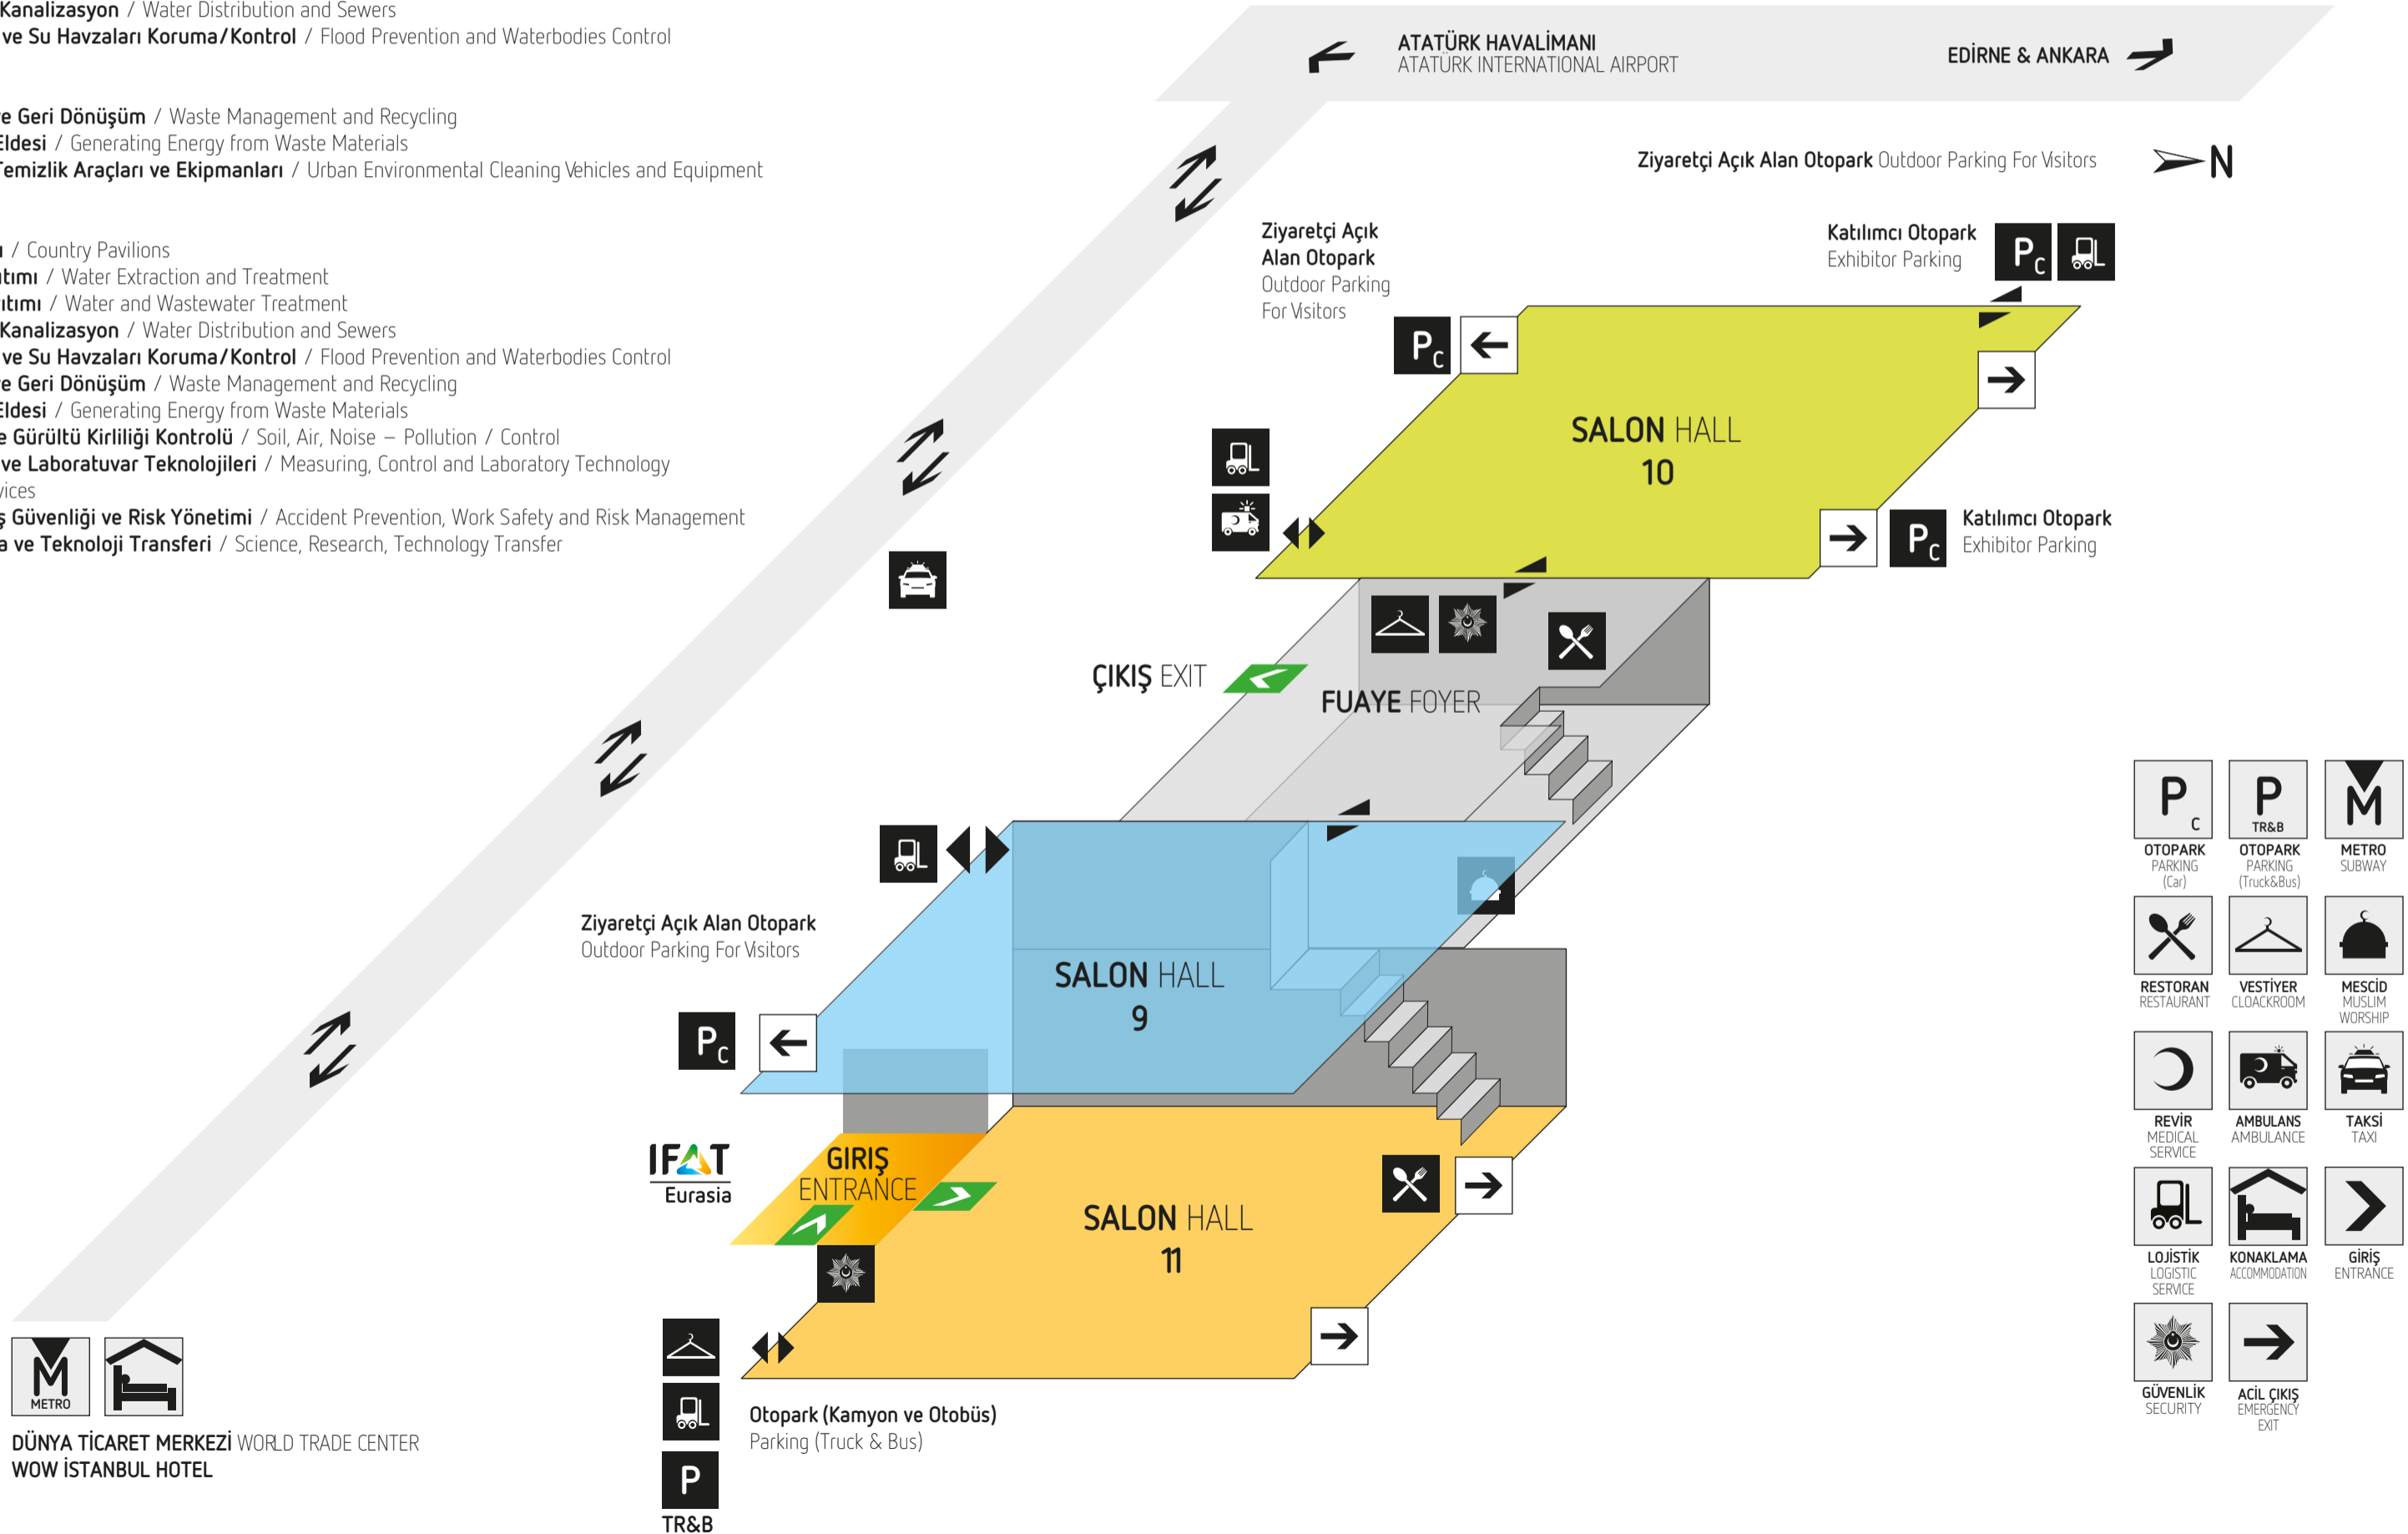 Kanalizasyon / Water Distribution and Sewers
ve Su Havzaları Koruma/Kontrol / Flood Prevention and Waterbodies Control
e Geri Dönüşüm / Waste Management and Recycling
Eldesi / Generating Energy from Waste Materials
Temizlik Araçları ve Ekipmanları / Urban Environmental Cleaning Vehicles and Equipment
/ Country Pavilions
ıtımı / Water Extraction and Treatment
ıtımı / Water and Wastewater Treatment
Kanalizasyon / Water Distribution and Sewers
ve Su Havzaları Koruma/Kontrol / Flood Prevention and Waterbodies Control
e Geri Dönüşüm / Waste Management and Recycling
Eldesi / Generating Energy from Waste Materials
e Gürültü Kirliliği Kontrolü / Soil, Air, Noise – Pollution / Control
ve Laboratuvar Teknolojileri / Measuring, Control and Laboratory Technology
vices
ş Güvenliği ve Risk Yönetimi / Accident Prevention, Work Safety and Risk Management
a ve Teknoloji Transferi / Science, Research, Technology Transfer
ATATÜRK HAVALİMANI
ATATÜRK INTERNATIONAL AIRPORT
EDİRNE & ANKARA
Ziyaretçi Açık Alan Otopark Outdoor Parking For Visitors
N
Ziyaretçi Açık
Alan Otopark
Outdoor Parking
For Visitors
PC
Katılımcı Otopark
Exhibitor Parking
PC
SALON HALL
10
PC
Katılımcı Otopark
Exhibitor Parking
ÇIKIŞ EXIT
FUAYE FOYER
Ziyaretçi Açık Alan Otopark
Outdoor Parking For Visitors
PC
SALON HALL
9
IFAT
Eurasia
GIRIŞ
ENTRANCE
SALON HALL
11
Otopark (Kamyon ve Otobüs)
Parking (Truck & Bus)
P
TR&B
M
METRO
DÜNYA TİCARET MERKEZİ WORLD TRADE CENTER
WOW İSTANBUL HOTEL
P C
OTOPARK
PARKING
(Car)
P
TR&B
OTOPARK
PARKING
(Truck&Bus)
M
METRO
SUBWAY
RESTORAN
RESTAURANT
VESTİYER
CLOACKROOM
MESCİD
MUSLIM
WORSHIP
REVİR
MEDICAL
SERVICE
AMBULANS
AMBULANCE
TAKSİ
TAXI
LOJİSTİK
LOGISTIC
SERVICE
KONAKLAMA
ACCOMMODATION
GİRİŞ
ENTRANCE
GÜVENLİK
SECURITY
ACİL ÇIKIŞ
EMERGENCY
EXIT